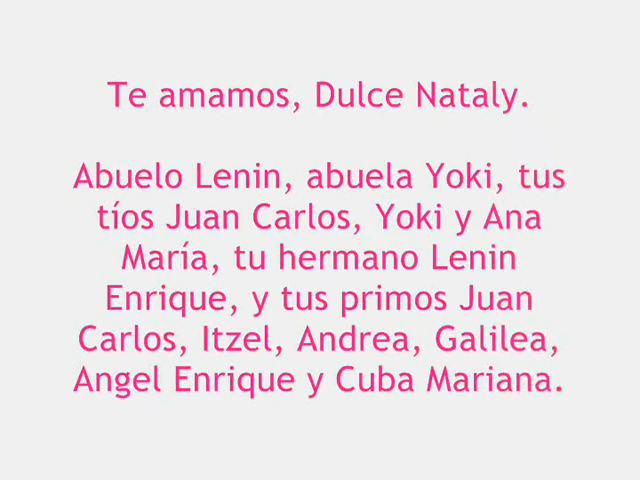 Te amamos, Dulce Nataly.
Abuelo Lenin, abuela Yoki, tus
tíos Juan Carlos, Yoki y Ana
María, tu hermano Lenin
Enrique, y tus primos Juan
Carlos, Itzel, Andrea, Galilea,
Angel Enrique y Cuba Mariana.